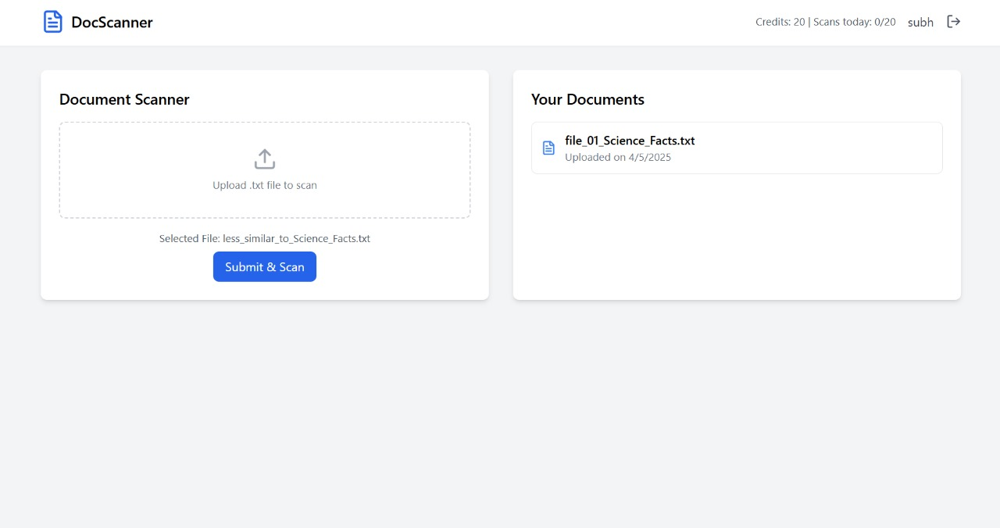 DocScanner
Credits: 20 | Scans today: 0/20
subh
Document Scanner
Upload .txt file to scan
Selected File: less_similar_to_Science_Facts.txt
Submit & Scan
Your Documents
file_01_Science_Facts.txt
Uploaded on 4/5/2025